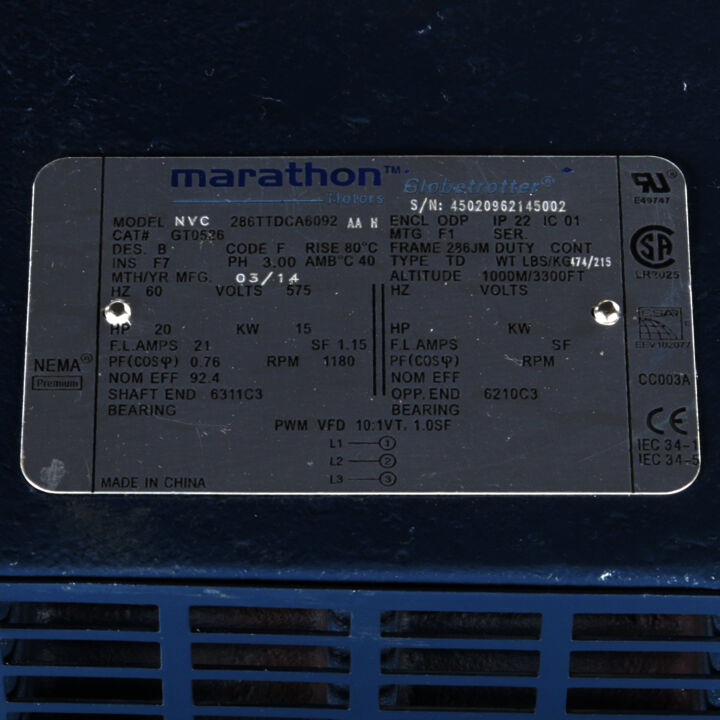 marathon™
Motors
Globetrotter®
S/N: 45020962145002
MODEL NVC 286TTDCA6092 AA H
CAT# GT0526
DES. B CODE F RISE 80°C
INS F7 PH 3.00 AMB°C 40
MTH/YR MFG. 03/14
HZ 60 VOLTS 575
HP 20 KW 15
F.L.AMPS 21 SF 1.15
PF(COSφ) 0.76 RPM 1180
NOM EFF 92.4
SHAFT END 6311C3
BEARING
ENCL ODP IP 22 IC 01
MTG F1 SER.
FRAME 286JM DUTY CONT
TYPE TD WT LBS/KG 474/215
ALTITUDE 1000M/3300FT
HZ VOLTS
HP KW
F.L.AMPS SF
PF(COSφ) RPM
NOM EFF
OPP. END 6210C3
BEARING
PWM VFD 10:1VT, 1.0SF
L1 1
L2 2
L3 3
MADE IN CHINA
NEMA®
Premium
E49747
SA
CC003A
CE
IEC 34-1
IEC 34-5